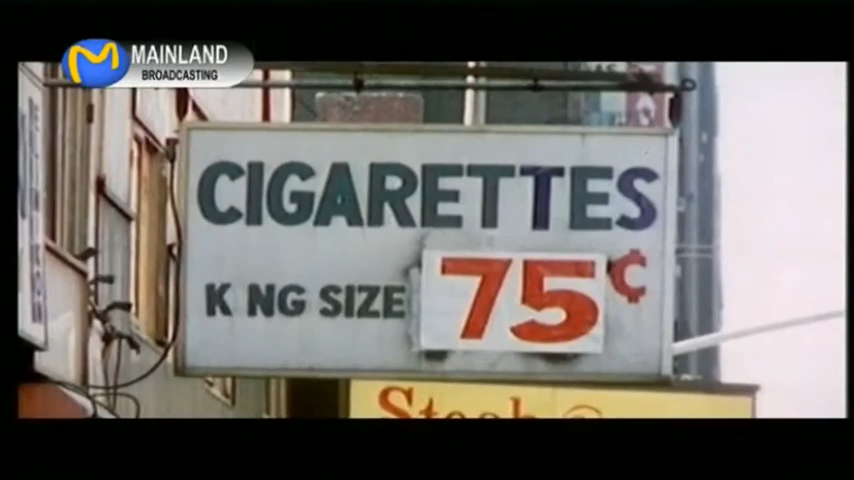 MAINLAND
BROADCASTING
CIGARETTES
K NG SIZE 75¢